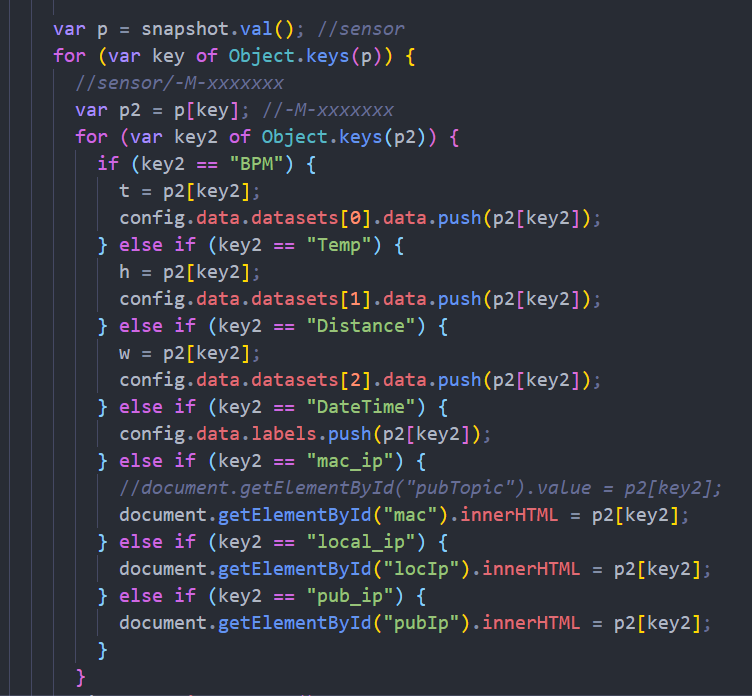 var p = snapshot.val(); //sensor
for (var key of Object.keys(p)) {
//sensor/-M-xxxxxxx
var p2 = p[key]; //-M-xxxxxxx
for (var key2 of Object.keys(p2)) {
if (key2 == "BPM") {
t = p2[key2];
config.data.datasets[0].data.push(p2[key2]);
} else if (key2 == "Temp") {
h = p2[key2];
config.data.datasets[1].data.push(p2[key2]);
} else if (key2 == "Distance") {
w = p2[key2];
config.data.datasets[2].data.push(p2[key2]);
} else if (key2 == "DateTime") {
config.data.labels.push(p2[key2]);
} else if (key2 == "mac_ip") {
//document.getElementById("pubTopic").value = p2[key2];
document.getElementById("mac").innerHTML = p2[key2];
} else if (key2 == "local_ip") {
document.getElementById("locIp").innerHTML = p2[key2];
} else if (key2 == "pub_ip") {
document.getElementById("pubIp").innerHTML = p2[key2];
}
}